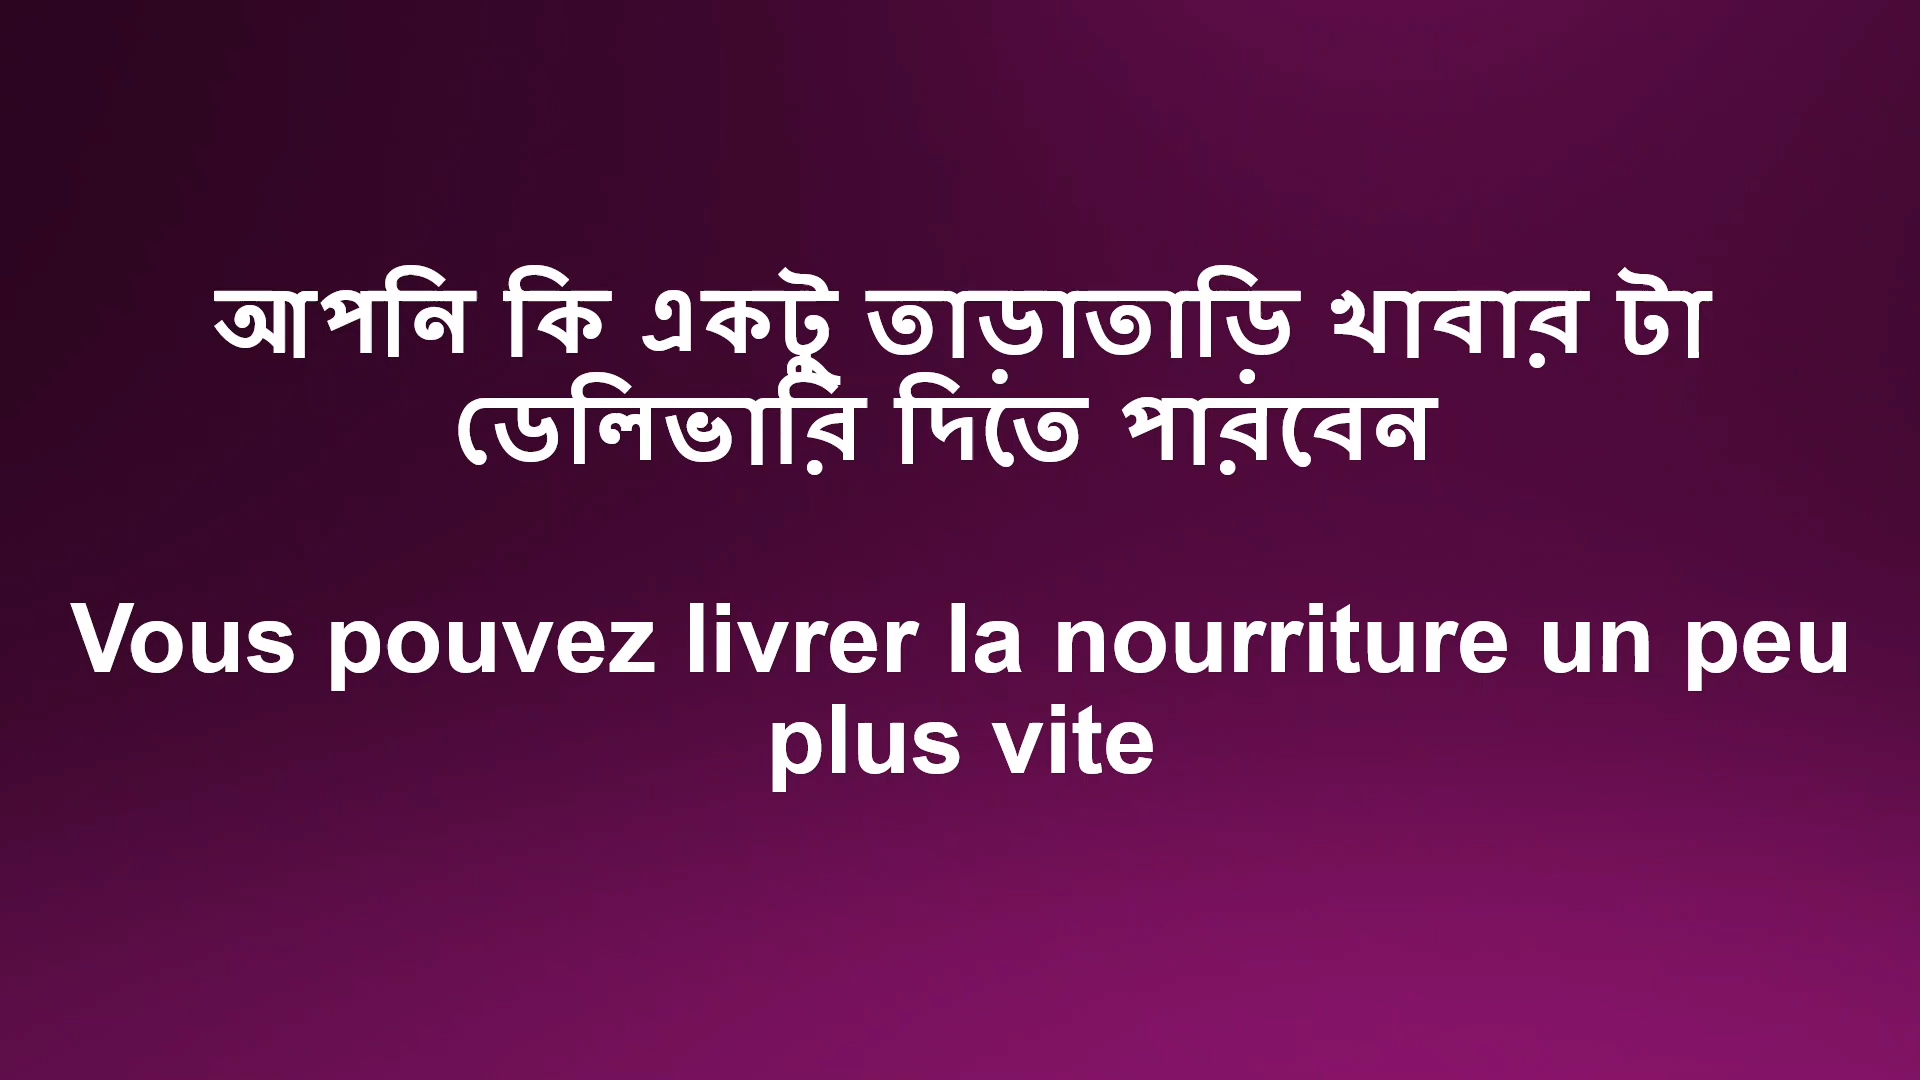 আপনি কি একটু তাড়াতাড়ি খাবার টা
ডেলিভারি দিতে পারবেন
Vous pouvez livrer la nourriture un peu
plus vite